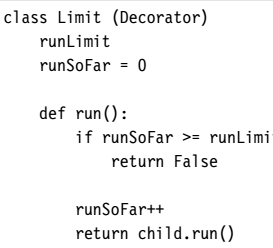 class Limit (Decorator)
    runLimit
    runSoFar = 0
    def run():
        if runSoFar >= runLimi
            return False
        runSoFar++
        return child.run()